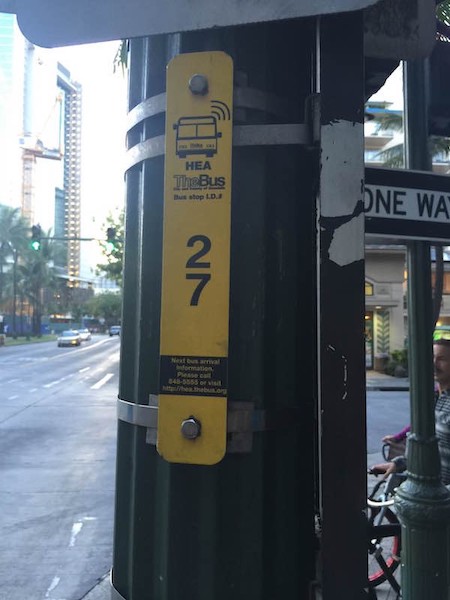 HEA
TheBus
Bus stop I.D.#
2
7
Next bus arrival
information.
Please call
848-5555 or visit
http://hea.thebus.org
ONE WAY